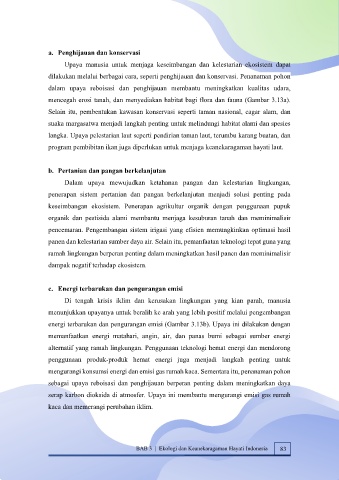 a. Penghijauan dan konservasi
Upaya manusia untuk menjaga keseimbangan dan kelestarian ekosistem dapat
dilakukan melalui berbagai cara, seperti penghijauan dan konservasi. Penanaman pohon
dalam upaya reboisasi dan penghijauan membantu meningkatkan kualitas udara,
mencegah erosi tanah, dan menyediakan habitat bagi flora dan fauna (Gambar 3.13a).
Selain itu, pembentukan kawasan konservasi seperti taman nasional, cagar alam, dan
suaka margasatwa menjadi langkah penting untuk melindungi habitat alami dan spesies
langka. Upaya pelestarian laut seperti pendirian taman laut, terumbu karang buatan, dan
program pembibitan ikan juga diperlukan untuk menjaga keanekaragaman hayati laut.
b. Pertanian dan pangan berkelanjutan
Dalam upaya mewujudkan ketahanan pangan dan kelestarian lingkungan,
penerapan sistem pertanian dan pangan berkelanjutan menjadi solusi penting pada
keseimbangan ekosistem. Penerapan agrikultur organik dengan penggunaan pupuk
organik dan pestisida alami membantu menjaga kesuburan tanah dan meminimalisir
pencemaran. Pengembangan sistem irigasi yang efisien memungkinkan optimasi hasil
panen dan kelestarian sumber daya air. Selain itu, pemanfaatan teknologi tepat guna yang
ramah lingkungan berperan penting dalam meningkatkan hasil panen dan meminimalisir
dampak negatif terhadap ekosistem.
c. Energi terbarukan dan pengurangan emisi
Di tengah krisis iklim dan kerusakan lingkungan yang kian parah, manusia
menunjukkan upayanya untuk beralih ke arah yang lebih positif melalui pengembangan
energi terbarukan dan pengurangan emisi (Gambar 3.13b). Upaya ini dilakukan dengan
memanfaatkan energi matahari, angin, air, dan panas bumi sebagai sumber energi
alternatif yang ramah lingkungan. Penggunaan teknologi hemat energi dan mendorong
penggunaan produk-produk hemat energi juga menjadi langkah penting untuk
mengurangi konsumsi energi dan emisi gas rumah kaca. Sementara itu, penanaman pohon
sebagai upaya reboisasi dan penghijauan berperan penting dalam meningkatkan daya
serap karbon dioksida di atmosfer. Upaya ini membantu mengurangi emisi gas rumah
kaca dan memerangi perubahan iklim.
BAB 3 | Ekologi dan Keanekaragaman Hayati Indonesia 83